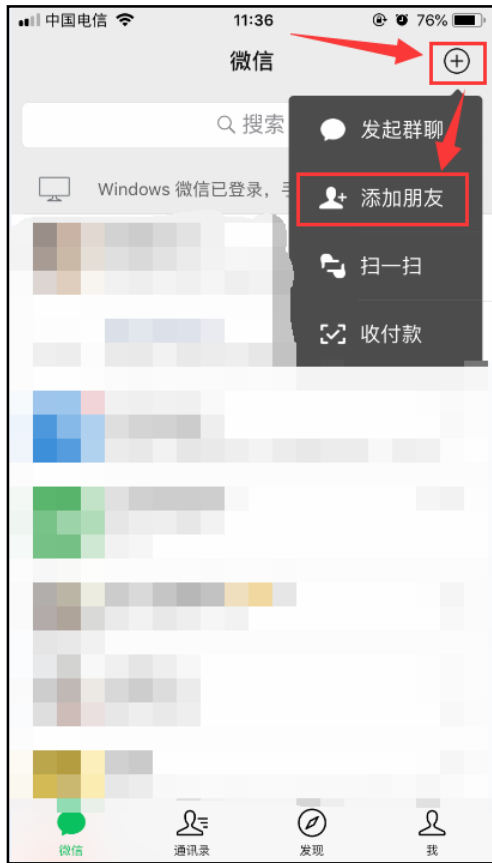 中国电信 11:36 76%
微信
搜索
发起群聊
Windows 微信已登录，
添加朋友
扫一扫
收付款
微信 通讯录 发现 我